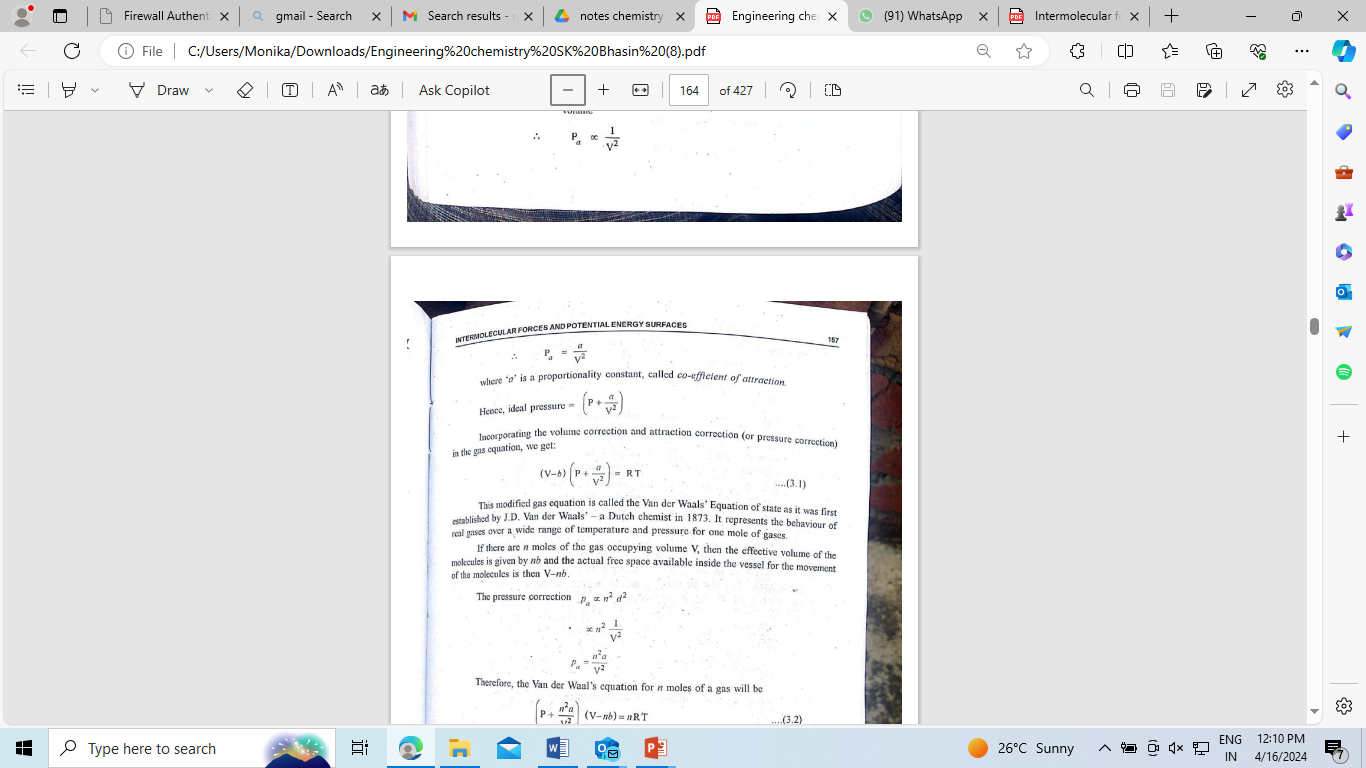 Firewall Authent
gmail - Search
Search results -
notes chemistry
Engineering che
(91) WhatsApp
Intermolecular f
File
C:/Users/Monika/Downloads/Engineering%20chemistry%20SK%20Bhasin%20(8).pdf
Draw
Ask Copilot
164
of 427
volume
∴ Pa ∝ 1/V²
INTERMOLECULAR FORCES AND POTENTIAL ENERGY SURFACES
157
∴ Pa = a/V²
where 'a' is a proportionality constant, called co-efficient of attraction.
Hence, ideal pressure = (P + a/V²)
Incorporating the volume correction and attraction correction (or pressure correction)
in the gas equation, we get:
(V–b) (P + a/V²) = RT ....(3.1)
This modified gas equation is called the Van der Waals' Equation of state as it was first
established by J.D. Van der Waals' – a Dutch chemist in 1873. It represents the behaviour of
real gases over a wide range of temperature and pressure for one mole of gases.
If there are n moles of the gas occupying volume V, then the effective volume of the
molecules is given by nb and the actual free space available inside the vessel for the movement
of the molecules is then V–nb.
The pressure correction pa ∝ n² d²
∝ n² 1/V²
pa = n²a/V²
Therefore, the Van der Waal's equation for n moles of a gas will be
(P + n²a/V²) (V–nb) = nRT ....(3.2)
Type here to search
26°C Sunny
ENG
IN
12:10 PM
4/16/2024
7